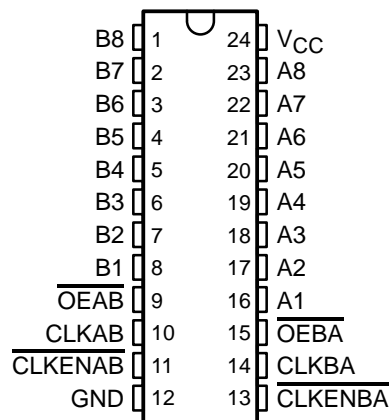 B8 1 24 VCC
B7 2 23 A8
B6 3 22 A7
B5 4 21 A6
B4 5 20 A5
B3 6 19 A4
B2 7 18 A3
B1 8 17 A2
OEAB 9 16 A1
CLKAB 10 15 OEBA
CLKENAB 11 14 CLKBA
GND 12 13 CLKENBA